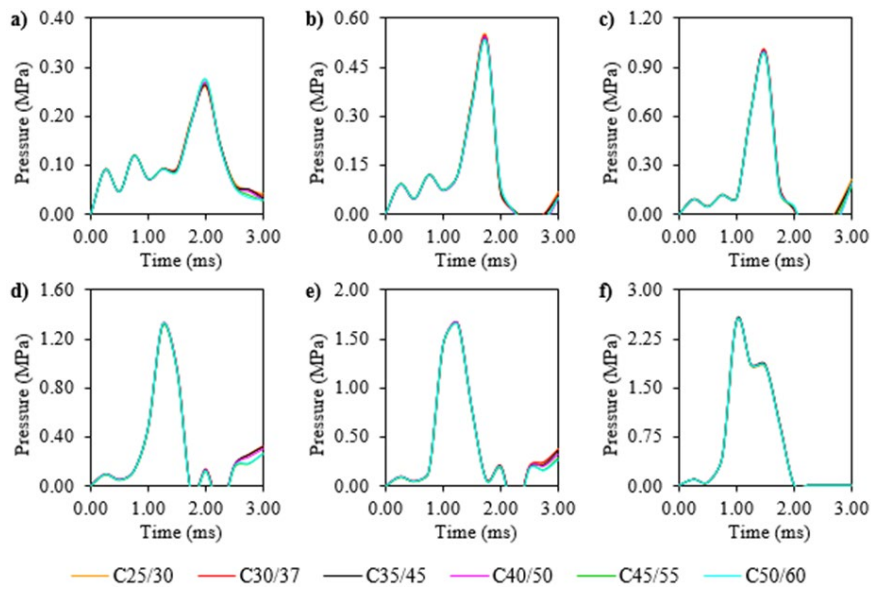 a)
0.40
0.30
0.20
0.10
0.00
Pressure (MPa)
0.00 1.00 2.00 3.00
Time (ms)
b)
0.60
0.45
0.30
0.15
0.00
Pressure (MPa)
0.00 1.00 2.00 3.00
Time (ms)
c)
1.20
0.90
0.60
0.30
0.00
Pressure (MPa)
0.00 1.00 2.00 3.00
Time (ms)
d)
1.60
1.20
0.80
0.40
0.00
Pressure (MPa)
0.00 1.00 2.00 3.00
Time (ms)
e)
2.00
1.50
1.00
0.50
0.00
Pressure (MPa)
0.00 1.00 2.00 3.00
Time (ms)
f)
3.00
2.25
1.50
0.75
0.00
Pressure (MPa)
0.00 1.00 2.00 3.00
Time (ms)
C25/30 C30/37 C35/45 C40/50 C45/55 C50/60